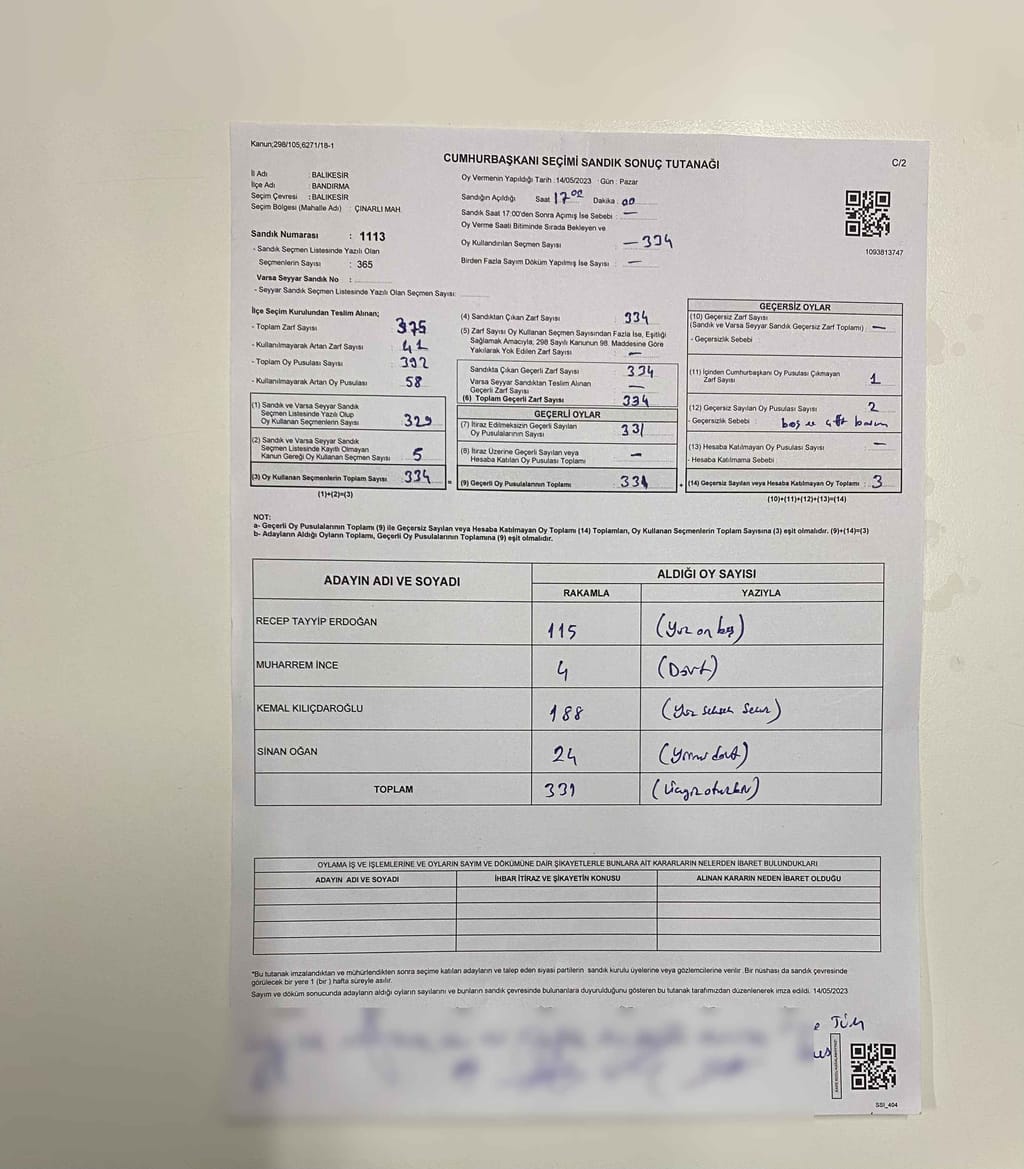 Kanun;298/105,6271/18-1
CUMHURBAŞKANI SEÇİMİ SANDIK SONUÇ TUTANAĞI
C/2
İl Adı : BALIKESİR
İlçe Adı : BANDIRMA
Seçim Çevresi : BALIKESİR
Seçim Bölgesi (Mahalle Adı) : ÇINARLI MAH.
Sandık Numarası : 1113
- Sandık Seçmen Listesinde Yazılı Olan
Seçmenlerin Sayısı : 365
Varsa Seyyar Sandık No :
- Seyyar Sandık Seçmen Listesinde Yazılı Olan Seçmen Sayısı:
Oy Vermenin Yapıldığı Tarih :14/05/2023 Gün : Pazar
Sandığın Açıldığı Saat 17 00 Dakika : 00
Sandık Saat 17:00'den Sonra Açımış İse Sebebi : —
Oy Verme Saati Bitiminde Sırada Bekleyen ve
Oy Kullandırılan Seçmen Sayısı — 334
Birden Fazla Sayım Döküm Yapılmış İse Sayısı : —
1093813747
İlçe Seçim Kurulundan Teslim Alınan;
- Toplam Zarf Sayısı 375
- Kullanılmayarak Artan Zarf Sayısı 41
- Toplam Oy Pusulası Sayısı 392
- Kullanılmayarak Artan Oy Pusulası 58
(1) Sandık ve Varsa Seyyar Sandık
Seçmen Listesinde Yazılı Olup
Oy Kullanan Seçmenlerin Sayısı 329
(2) Sandık ve Varsa Seyyar Sandık
Seçmen Listesinde Kayıtlı Olmayan
Kanun Gereği Oy Kullanan Seçmen Sayısı 5
(3) Oy Kullanan Seçmenlerin Toplam Sayısı 334
(1)+(2)=(3)
(4) Sandıktan Çıkan Zarf Sayısı 334
(5) Zarf Sayısı Oy Kullanan Seçmen Sayısından Fazla İse, Eşitliği
Sağlamak Amacıyla, 298 Sayılı Kanunun 98. Maddesine Göre
Yakılarak Yok Edilen Zarf Sayısı —
Sandıkta Çıkan Geçerli Zarf Sayısı 334
Varsa Seyyar Sandıktan Teslim Alınan
Geçerli Zarf Sayısı —
(6) Toplam Geçerli Zarf Sayısı 334
GEÇERLİ OYLAR
(7) İtiraz Edilmeksizin Geçerli Sayılan
Oy Pusulalarının Sayısı 331
(8) İtiraz Üzerine Geçerli Sayılan veya
Hesaba Katılan Oy Pusulası Toplamı —
=
(9) Geçerli Oy Pusulalarının Toplamı
+
GEÇERSİZ OYLAR
(10) Geçersiz Zarf Sayısı
(Sandık ve Varsa Seyyar Sandık Geçersiz Zarf Toplamı) : —
- Geçersizlik Sebebi :
(11) İçinden Cumhurbaşkanı Oy Pusulası Çıkmayan
Zarf Sayısı 1
(12) Geçersiz Sayılan Oy Pusulası Sayısı 2
- Geçersizlik Sebebi : boş ve çift
(13) Hesaba Katılmayan Oy Pusulası Sayısı —
- Hesaba Katılmama Sebebi
(14) Geçersiz Sayılan veya Hesaba Katılmayan Oy Toplamı : 3
(10)+(11)+(12)+(13)=(14)
NOT:
a- Geçerli Oy Pusulalarının Toplamı (9) ile Geçersiz Sayılan veya Hesaba Katılmayan Oy Toplamı (14) Toplamları, Oy Kullanan Seçmenlerin Toplam Sayısına (3) eşit olmalıdır. (9)+(14)=(3)
b- Adayların Aldığı Oyların Toplamı, Geçerli Oy Pusulalarının Toplamına (9) eşit olmalıdır.
ADAYIN ADI VE SOYADI
ALDIĞI OY SAYISI
RAKAMLA YAZIYLA
RECEP TAYYİP ERDOĞAN 115 (Yüz on beş)
MUHARREM İNCE 4 (Dört)
KEMAL KILIÇDAROĞLU 188 (Yüz seksen sekiz)
SİNAN OĞAN 24 (Yirmi dört)
TOPLAM 331 (Üçyüzotuzbir)
OYLAMA İŞ VE İŞLEMLERİNE VE OYLARIN SAYIM VE DÖKÜMÜNE DAİR ŞİKAYETLERLE BUNLARA AİT KARARLARIN NELERDEN İBARET BULUNDUKLARI
ADAYIN ADI VE SOYADI İHBAR İTİRAZ VE ŞİKAYETİN KONUSU ALINAN KARARIN NEDEN İBARET OLDUĞU
*Bu tutanak imzalandıktan ve mühürlendikten sonra seçime katılan adayların ve talep eden siyasi partilerin sandık kurulu üyelerine veya gözlemcilerine verilir .Bir nüshası da sandık çevresinde
görülecek bir yere 1 (bir ) hafta süreyle asılır.
Sayım ve döküm sonucunda adayların aldığı oyların sayılarını ve bunların sandık çevresinde bulunanlara duyurulduğunu gösteren bu tutanak tarafımızdan düzenlenerek imza edildi. 14/05/2023
SSI_404